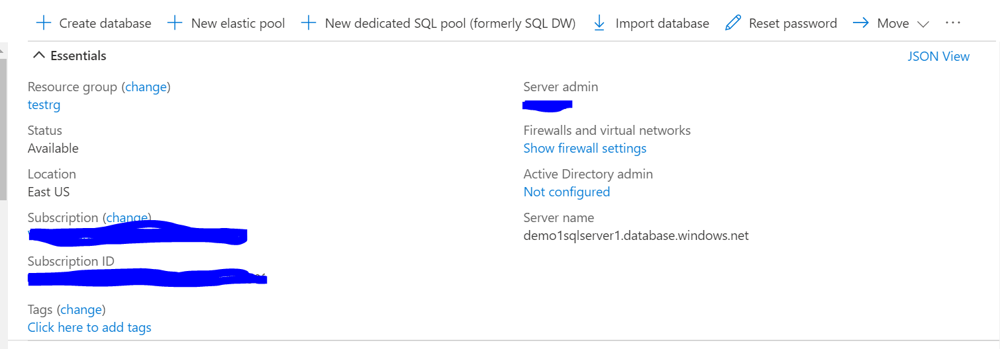 Create database New elastic pool New dedicated SQL pool (formerly SQL DW) Import database Reset password Move ···
Essentials JSON View
Resource group (change)
testrg
Status
Available
Location
East US
Subscription (change)
Subscription ID
Tags (change)
Click here to add tags
Server admin
Firewalls and virtual networks
Show firewall settings
Active Directory admin
Not configured
Server name
demo1sqlserver1.database.windows.net